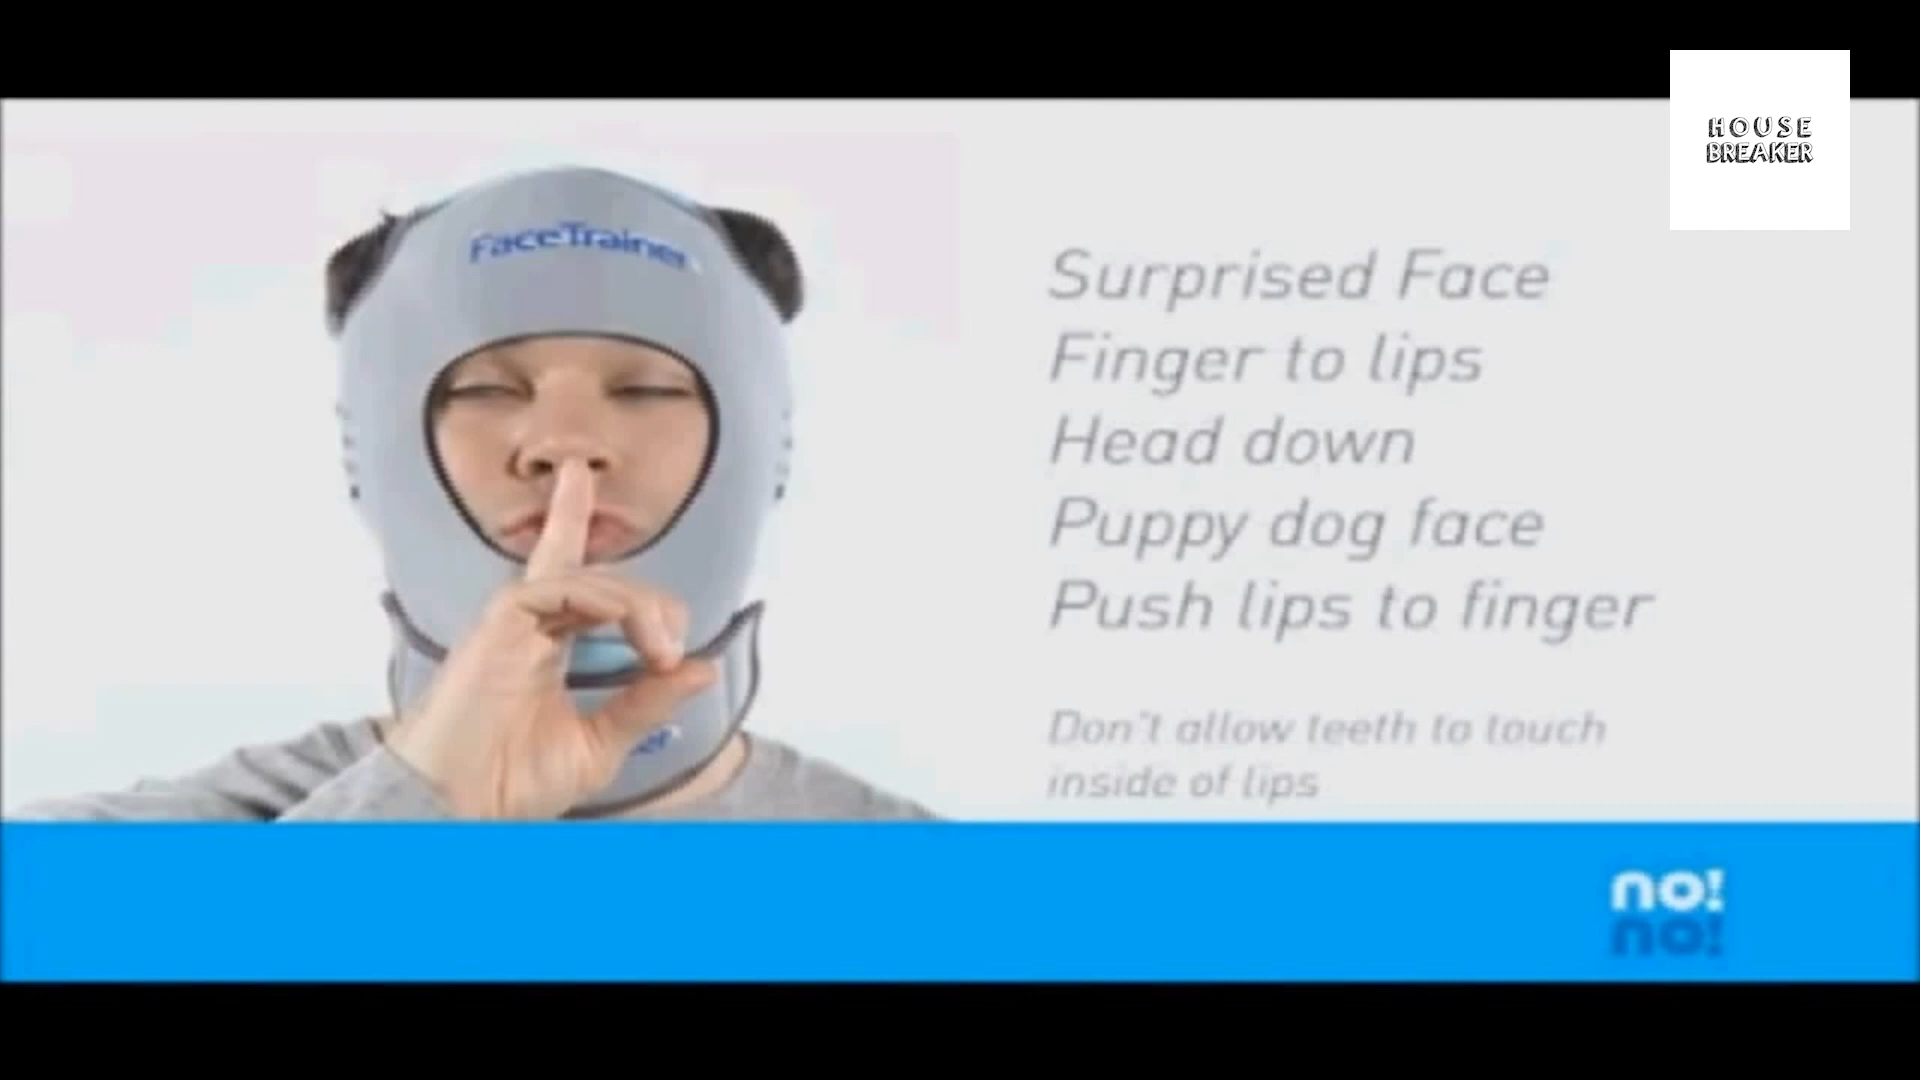 HOUSE
BREAKER
FaceTrainer
Surprised Face
Finger to lips
Head down
Puppy dog face
Push lips to finger
Don't allow teeth to touch
inside of lips
no!
no!